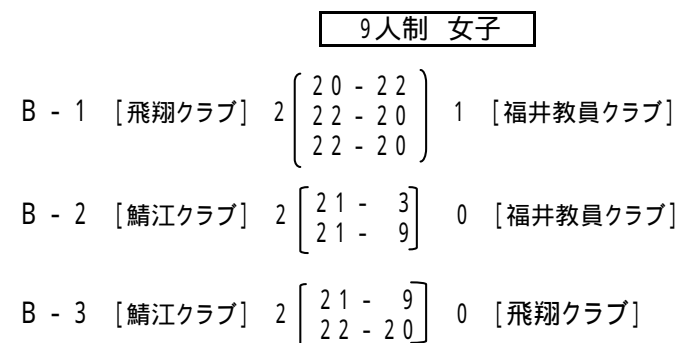 9人制 女子
20-22
B-1 [飛翔クラブ] 2 22-20 1 [福井教員クラブ]
22-20
B-2 [鯖江クラブ] 2 21- 3 0 [福井教員クラブ]
21- 9
B-3 [鯖江クラブ] 2 21- 9 0 [飛翔クラブ]
22-20